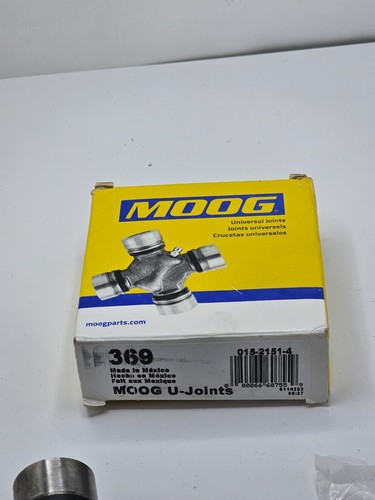 MOOG
Universal Joints
Joints universels
Crucetas universales
moogparts.com
369
015-2151-4
Made in México
Hecho en México
Fait aux Mexique
MOOG U-Joints